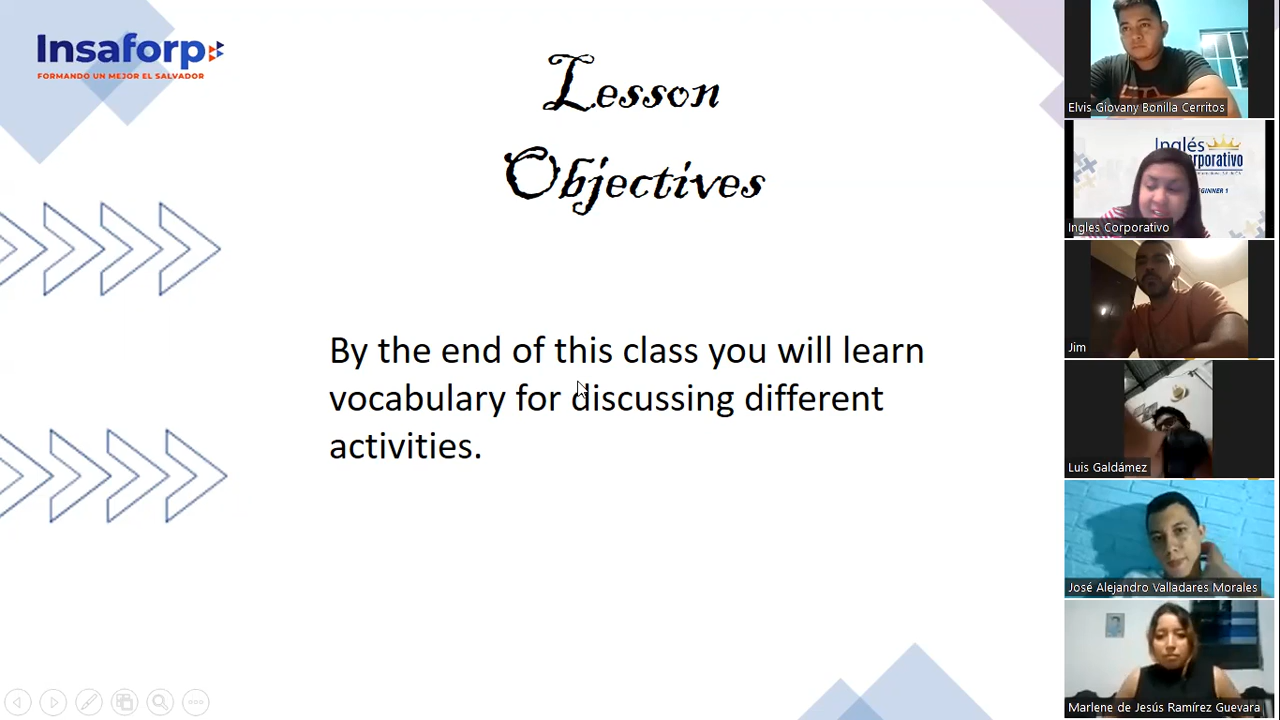 Insaforp
FORMANDO UN MEJOR EL SALVADOR
Lesson
Objectives
By the end of this class you will learn
vocabulary for discussing different
activities.
Elvis Giovany Bonilla Cerritos
Inglés
Ingles Corporativo
Jim
Luis Galdámez
José Alejandro Valladares Morales
Marlene de Jesús Ramírez Guevara